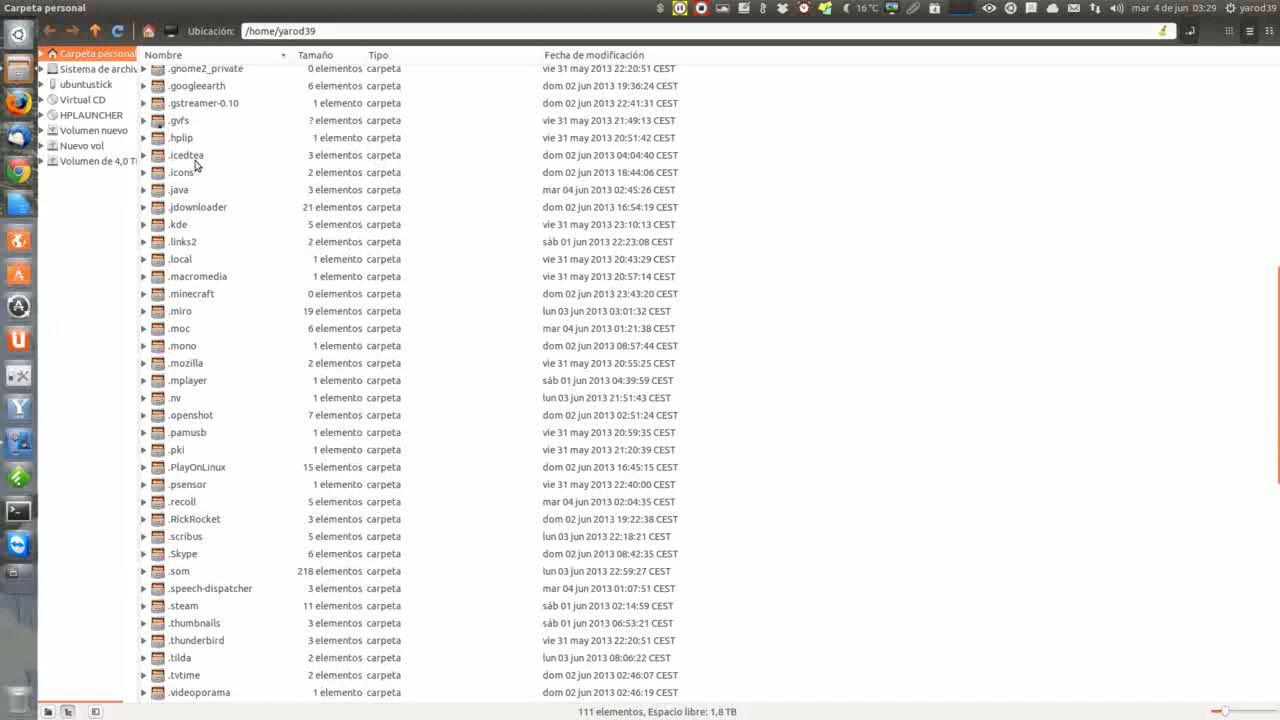 Carpeta personal
16°C
mar 4 de jun, 03:29
yarod39
Ubicación: /home/yarod39
Carpeta personal
Sistema de archiv
ubuntustick
Virtual CD
HPLAUNCHER
Volumen nuevo
Nuevo vol
Volumen de 4,0 T
Nombre Tamaño Tipo Fecha de modificación
.gnome2_private 0 elementos carpeta vie 31 may 2013 22:20:51 CEST
.googleearth 6 elementos carpeta dom 02 jun 2013 19:36:24 CEST
.gstreamer-0.10 1 elemento carpeta dom 02 jun 2013 22:41:31 CEST
.gvfs ? elementos carpeta vie 31 may 2013 21:49:13 CEST
.hplip 1 elemento carpeta vie 31 may 2013 20:51:42 CEST
.icedtea 3 elementos carpeta dom 02 jun 2013 04:04:40 CEST
.icons 2 elementos carpeta dom 02 jun 2013 18:44:06 CEST
.java 3 elementos carpeta mar 04 jun 2013 02:45:26 CEST
.jdownloader 21 elementos carpeta dom 02 jun 2013 16:54:19 CEST
.kde 5 elementos carpeta vie 31 may 2013 23:10:13 CEST
.links2 2 elementos carpeta sáb 01 jun 2013 22:23:08 CEST
.local 1 elemento carpeta vie 31 may 2013 20:43:29 CEST
.macromedia 1 elemento carpeta vie 31 may 2013 20:57:14 CEST
.minecraft 0 elementos carpeta dom 02 jun 2013 23:43:20 CEST
.miro 19 elementos carpeta lun 03 jun 2013 03:01:32 CEST
.moc 6 elementos carpeta mar 04 jun 2013 01:21:38 CEST
.mono 1 elemento carpeta dom 02 jun 2013 08:57:44 CEST
.mozilla 2 elementos carpeta vie 31 may 2013 20:55:25 CEST
.mplayer 1 elemento carpeta sáb 01 jun 2013 04:39:59 CEST
.nv 1 elemento carpeta lun 03 jun 2013 21:51:43 CEST
.openshot 7 elementos carpeta dom 02 jun 2013 02:51:24 CEST
.pamusb 1 elemento carpeta vie 31 may 2013 20:59:35 CEST
.pki 1 elemento carpeta vie 31 may 2013 21:20:39 CEST
.PlayOnLinux 15 elementos carpeta dom 02 jun 2013 16:45:15 CEST
.psensor 1 elemento carpeta vie 31 may 2013 22:40:00 CEST
.recoll 5 elementos carpeta mar 04 jun 2013 02:04:35 CEST
.RickRocket 3 elementos carpeta dom 02 jun 2013 19:22:38 CEST
.scribus 5 elementos carpeta lun 03 jun 2013 22:18:21 CEST
.Skype 6 elementos carpeta dom 02 jun 2013 08:42:35 CEST
.som 218 elementos carpeta lun 03 jun 2013 22:59:27 CEST
.speech-dispatcher 3 elementos carpeta mar 04 jun 2013 01:07:51 CEST
.steam 11 elementos carpeta sáb 01 jun 2013 02:14:59 CEST
.thumbnails 3 elementos carpeta sáb 01 jun 2013 06:53:21 CEST
.thunderbird 3 elementos carpeta vie 31 may 2013 22:20:51 CEST
.tilda 2 elementos carpeta lun 03 jun 2013 08:06:22 CEST
.tvtime 2 elementos carpeta dom 02 jun 2013 02:46:07 CEST
.videoporama 1 elemento carpeta dom 02 jun 2013 02:46:19 CEST
111 elementos, Espacio libre: 1,8 TB